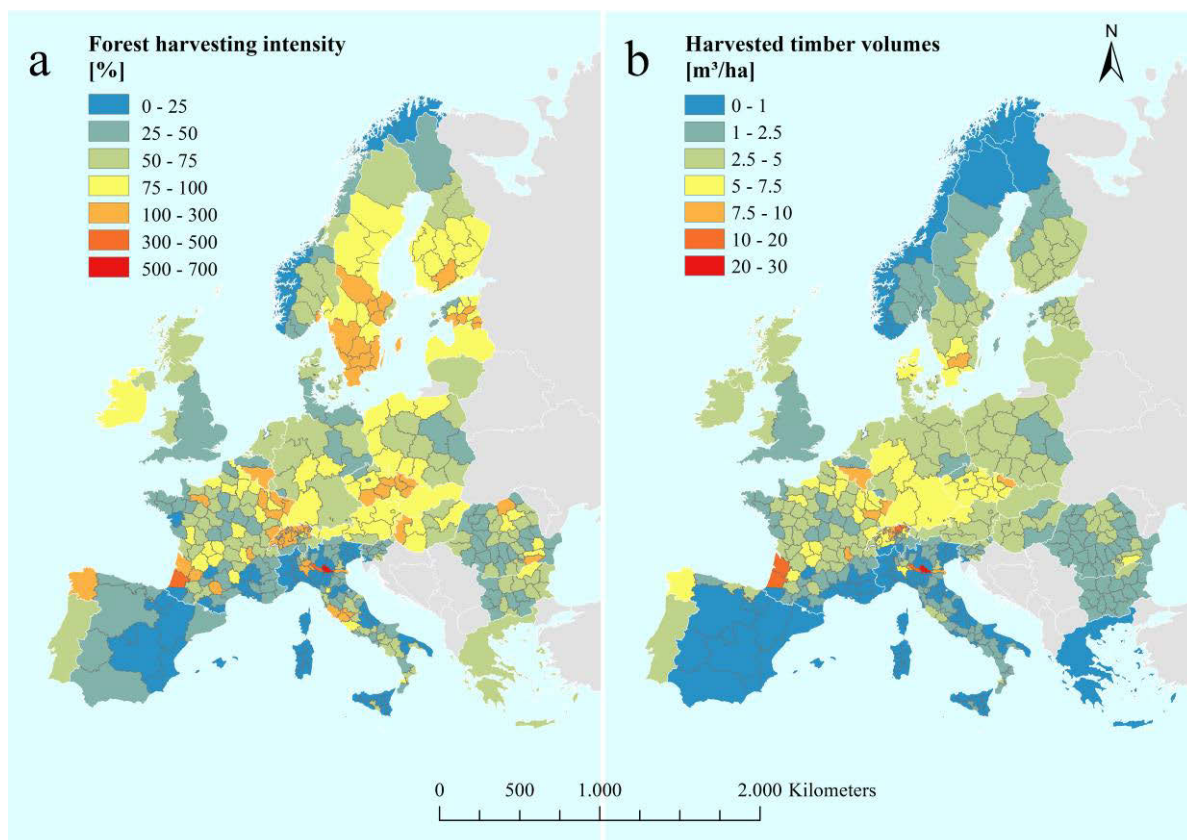 a
Forest harvesting intensity
[%]
0 - 25
25 - 50
50 - 75
75 - 100
100 - 300
300 - 500
500 - 700
b
Harvested timber volumes
[m³/ha]
0 - 1
1 - 2.5
2.5 - 5
5 - 7.5
7.5 - 10
10 - 20
20 - 30
N
0 500 1.000 2.000 Kilometers